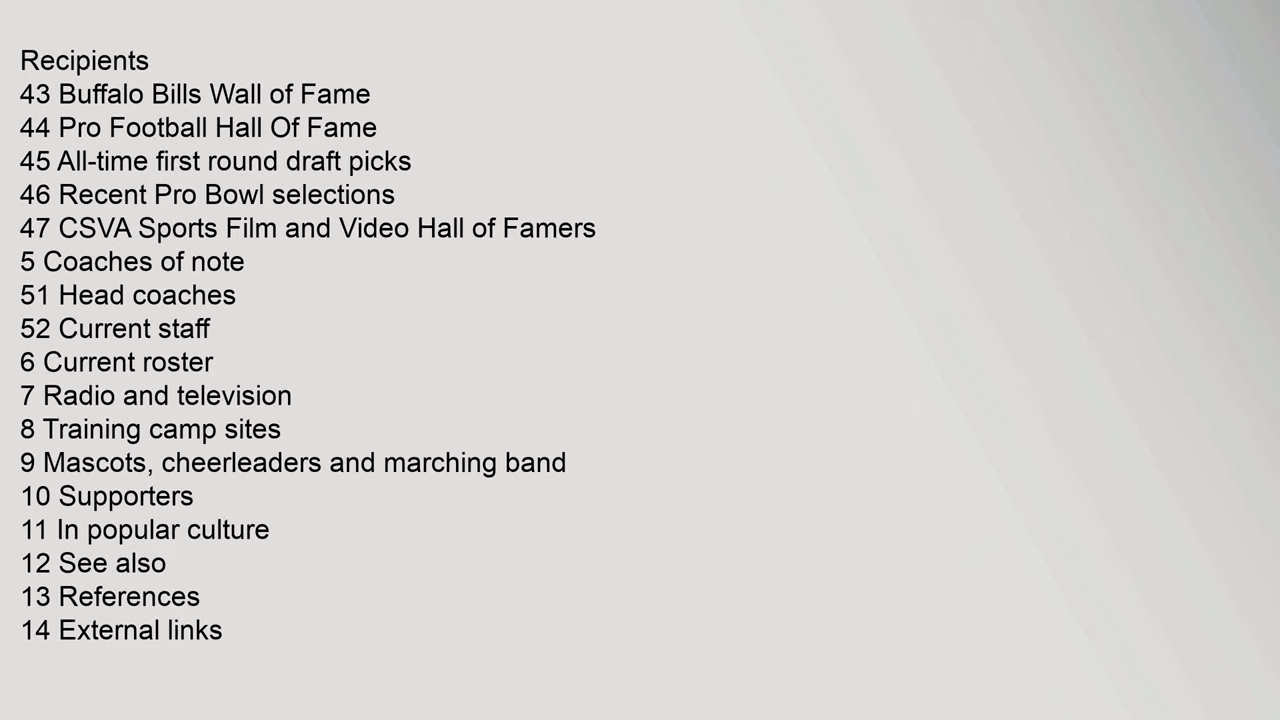 Recipients
43 Buffalo Bills Wall of Fame
44 Pro Football Hall Of Fame
45 All-time first round draft picks
46 Recent Pro Bowl selections
47 CSVA Sports Film and Video Hall of Famers
5 Coaches of note
51 Head coaches
52 Current staff
6 Current roster
7 Radio and television
8 Training camp sites
9 Mascots, cheerleaders and marching band
10 Supporters
11 In popular culture
12 See also
13 References
14 External links